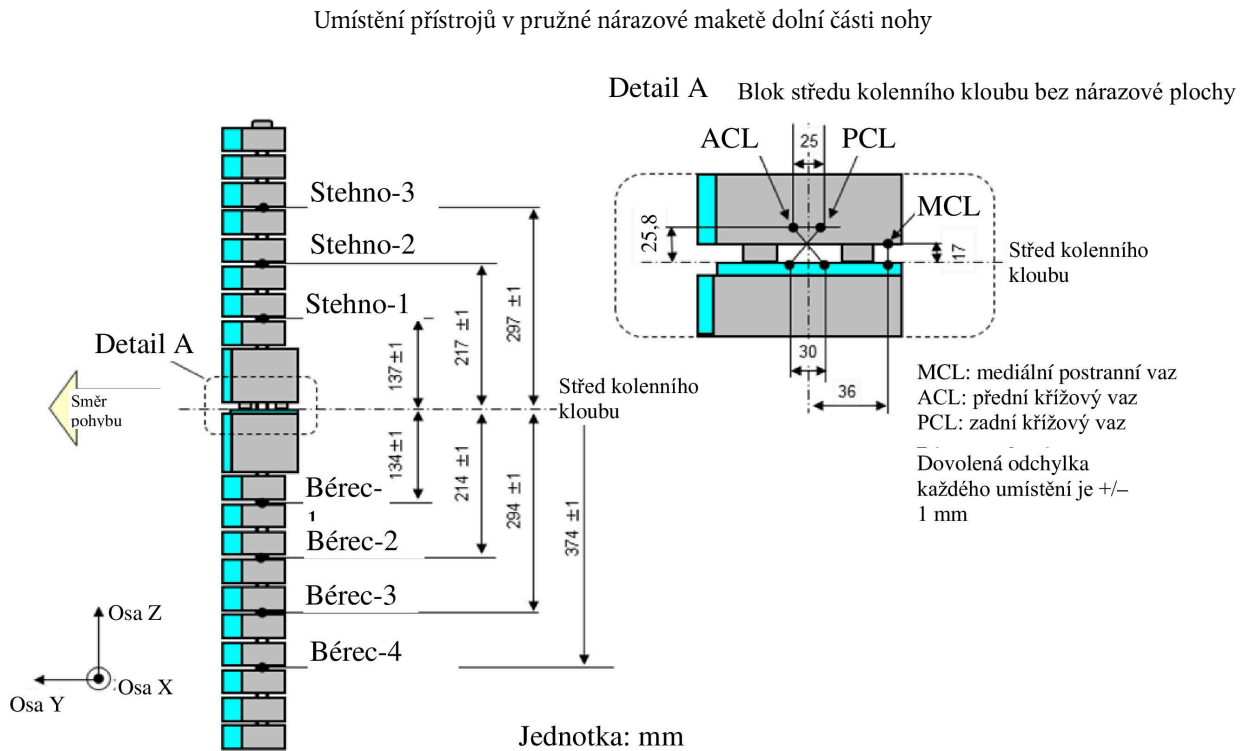 Umístění přístrojů v pružné nárazové maketě dolní části nohy
Detail A Blok středu kolenního kloubu bez nárazové plochy
ACL
25
PCL
MCL
25,8
17
Střed kolenního
kloubu
30
36
MCL: mediální postranní vaz
ACL: přední křížový vaz
PCL: zadní křížový vaz
Dovolená odchylka
každého umístění je +/–
1 mm
Stehno-3
Stehno-2
Stehno-1
Detail A
Směr
pohybu
137 ±1
217 ±1
297 ±1
Střed kolenního
kloubu
134 ±1
214 ±1
294 ±1
374 ±1
Bérec-
1
Bérec-2
Bérec-3
Bérec-4
Osa Z
Osa X
Osa Y
Jednotka: mm